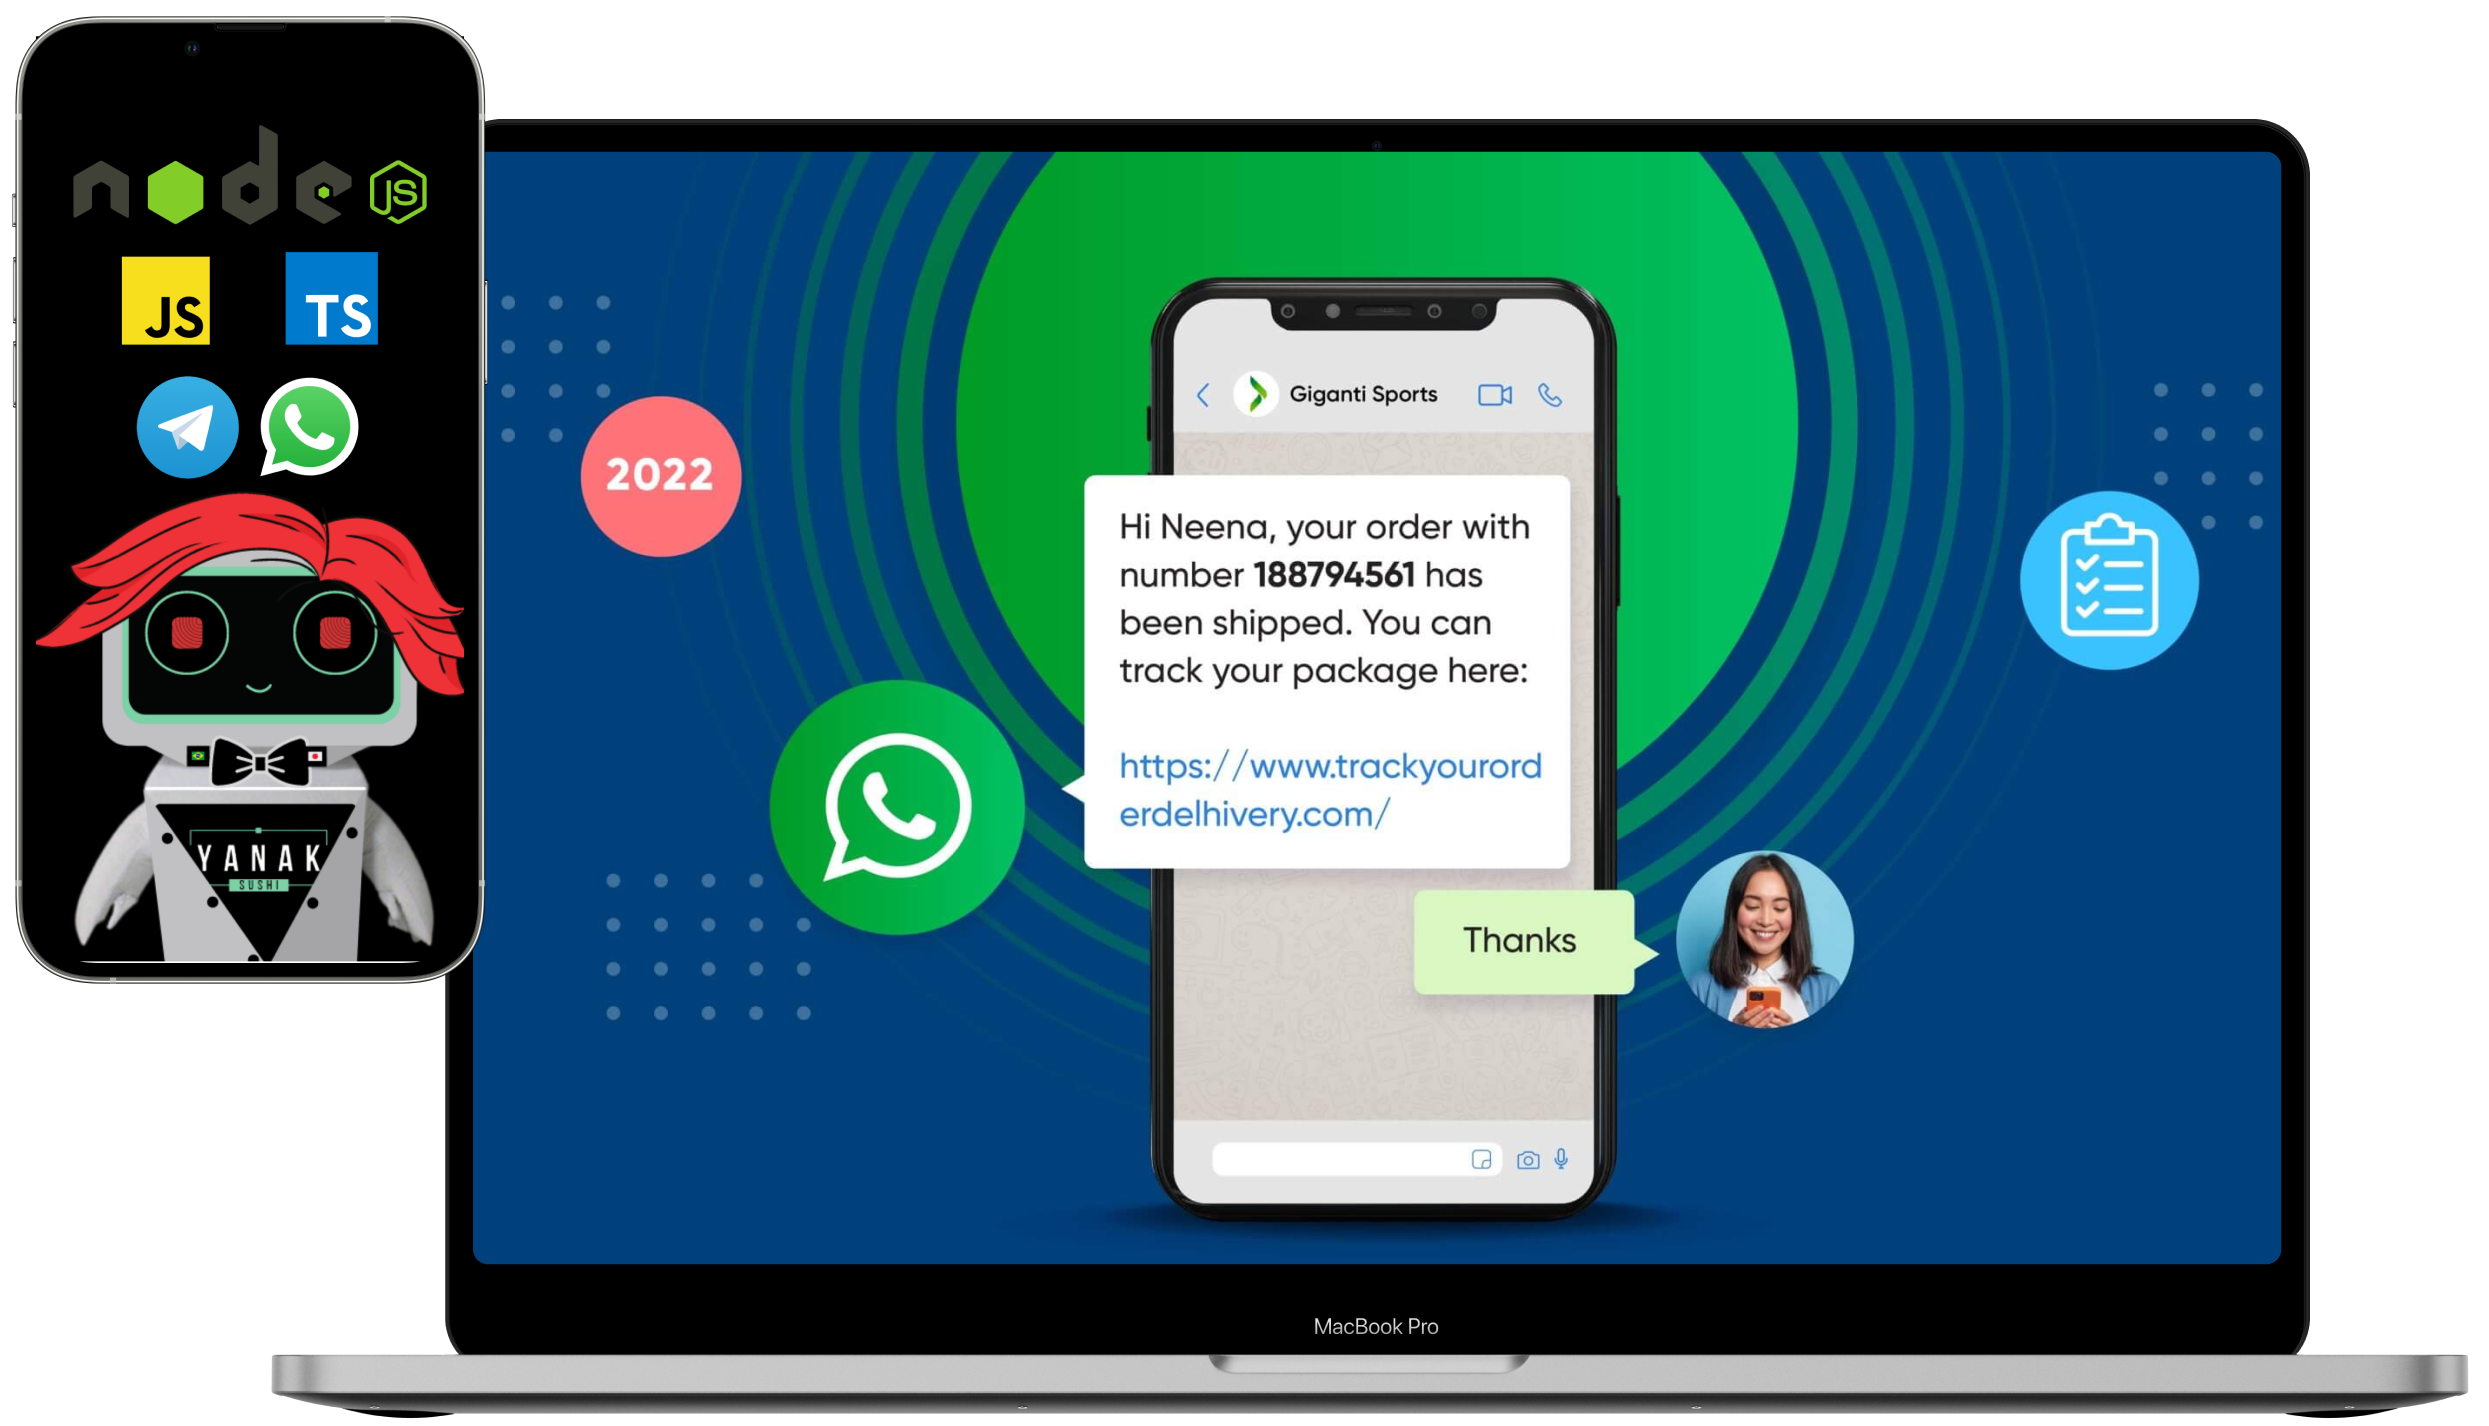 node JS
JS
TS
YANAK
SUSHI
2022
Giganti Sports
Hi Neena, your order with
number 188794561 has
been shipped. You can
track your package here:
https://www.trackyourord
erdelhivery.com/
Thanks
MacBook Pro